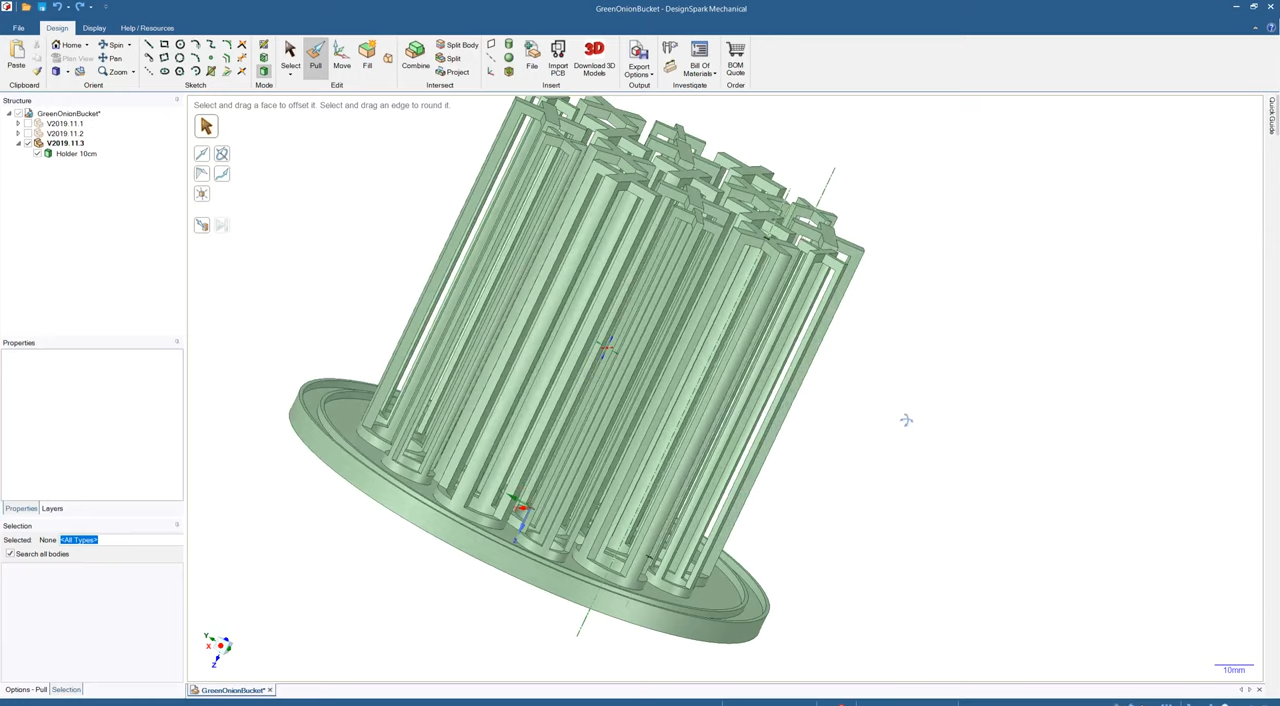 GreenOnionBucket - DesignSpark Mechanical
File Design Display Help / Resources
Paste
Clipboard
Home Spin
Plan View Pan
Zoom
Orient
Sketch
Mode
Select Pull Move Fill
Edit
Combine Split Body
Split
Project
Intersect
File Import PCB Download 3D Models
Insert
3D
Export Options
Output
Bill Of Materials
Investigate
BOM Quote
Order
Structure
GreenOnionBucket*
V2019.11.1
V2019.11.2
V2019.11.3
Holder 10cm
Properties
Properties Layers
Selection
Selected: None <All Types>
Search all bodies
Options - Pull Selection
Select and drag a face to offset it. Select and drag an edge to round it.
Quick Guide
Z
Y
X
Z
10mm
GreenOnionBucket*